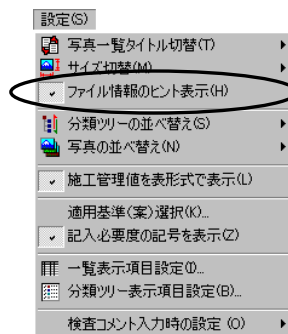 設定(S)
写真一覧タイトル切替(T)
サイズ切替(M)
ファイル情報のヒント表示(H)
分類ツリーの並べ替え(S)
写真の並べ替え(N)
施工管理値を表形式で表示(L)
適用基準(案)選択(K)...
記入必要度の記号を表示(Z)
一覧表示項目設定(I)...
分類ツリー表示項目設定(B)...
検査コメント入力時の設定 (O)